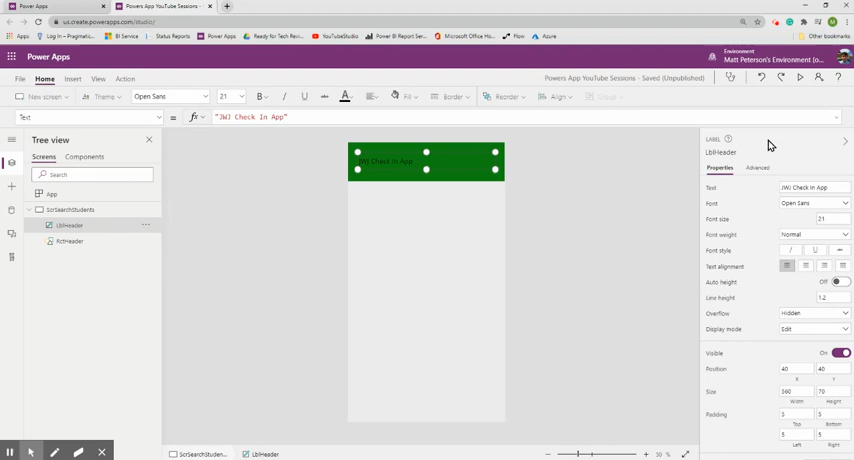 Power Apps
Powers App YouTube Sessions -
us.create.powerapps.com/studio/
Apps Log In – Pragmatic... BI Service Status Reports Power Apps Ready for Tech Rev... YouTubeStudio Power BI Report Ser... Microsoft Office Ho... Flow Azure Other bookmarks
Power Apps
Environment
Matt Peterson's Environment (o...
File Home Insert View Action
Powers App YouTube Sessions - Saved (Unpublished)
New screen Theme Open Sans 21 B / U abc A Fill Border Reorder Align Group
Text = fx "JWJ Check In App"
Tree view
Screens Components
Search
App
ScrSearchStudents
LblHeader
RctHeader
JWJ Check In App
LABEL
LblHeader
Properties Advanced
Text JWJ Check In App
Font Open Sans
Font size 21
Font weight Normal
Font style / U abc
Text alignment
Auto height Off
Line height 1.2
Overflow Hidden
Display mode Edit
Visible On
Position 40 40
X Y
Size 560 70
Width Height
Padding 5 5
Top Bottom
5 5
Left Right
ScrSearchStuden... LblHeader
50 %